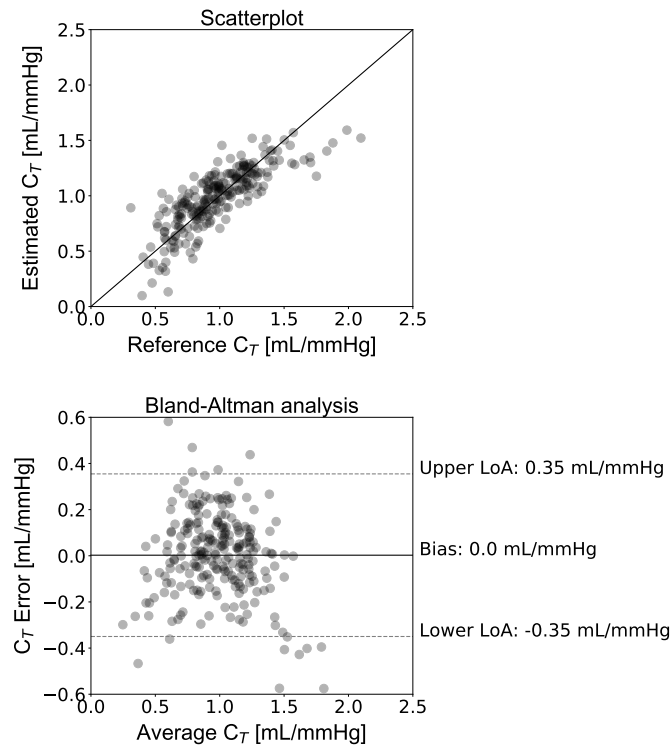 Scatterplot
2.5
2.0
1.5
1.0
0.5
0.0
Estimated C_T [mL/mmHg]
0.0 0.5 1.0 1.5 2.0 2.5
Reference C_T [mL/mmHg]
Bland-Altman analysis
0.6
0.4
0.2
0.0
−0.2
−0.4
−0.6
C_T Error [mL/mmHg]
Upper LoA: 0.35 mL/mmHg
Bias: 0.0 mL/mmHg
Lower LoA: -0.35 mL/mmHg
0.0 0.5 1.0 1.5 2.0 2.5
Average C_T [mL/mmHg]